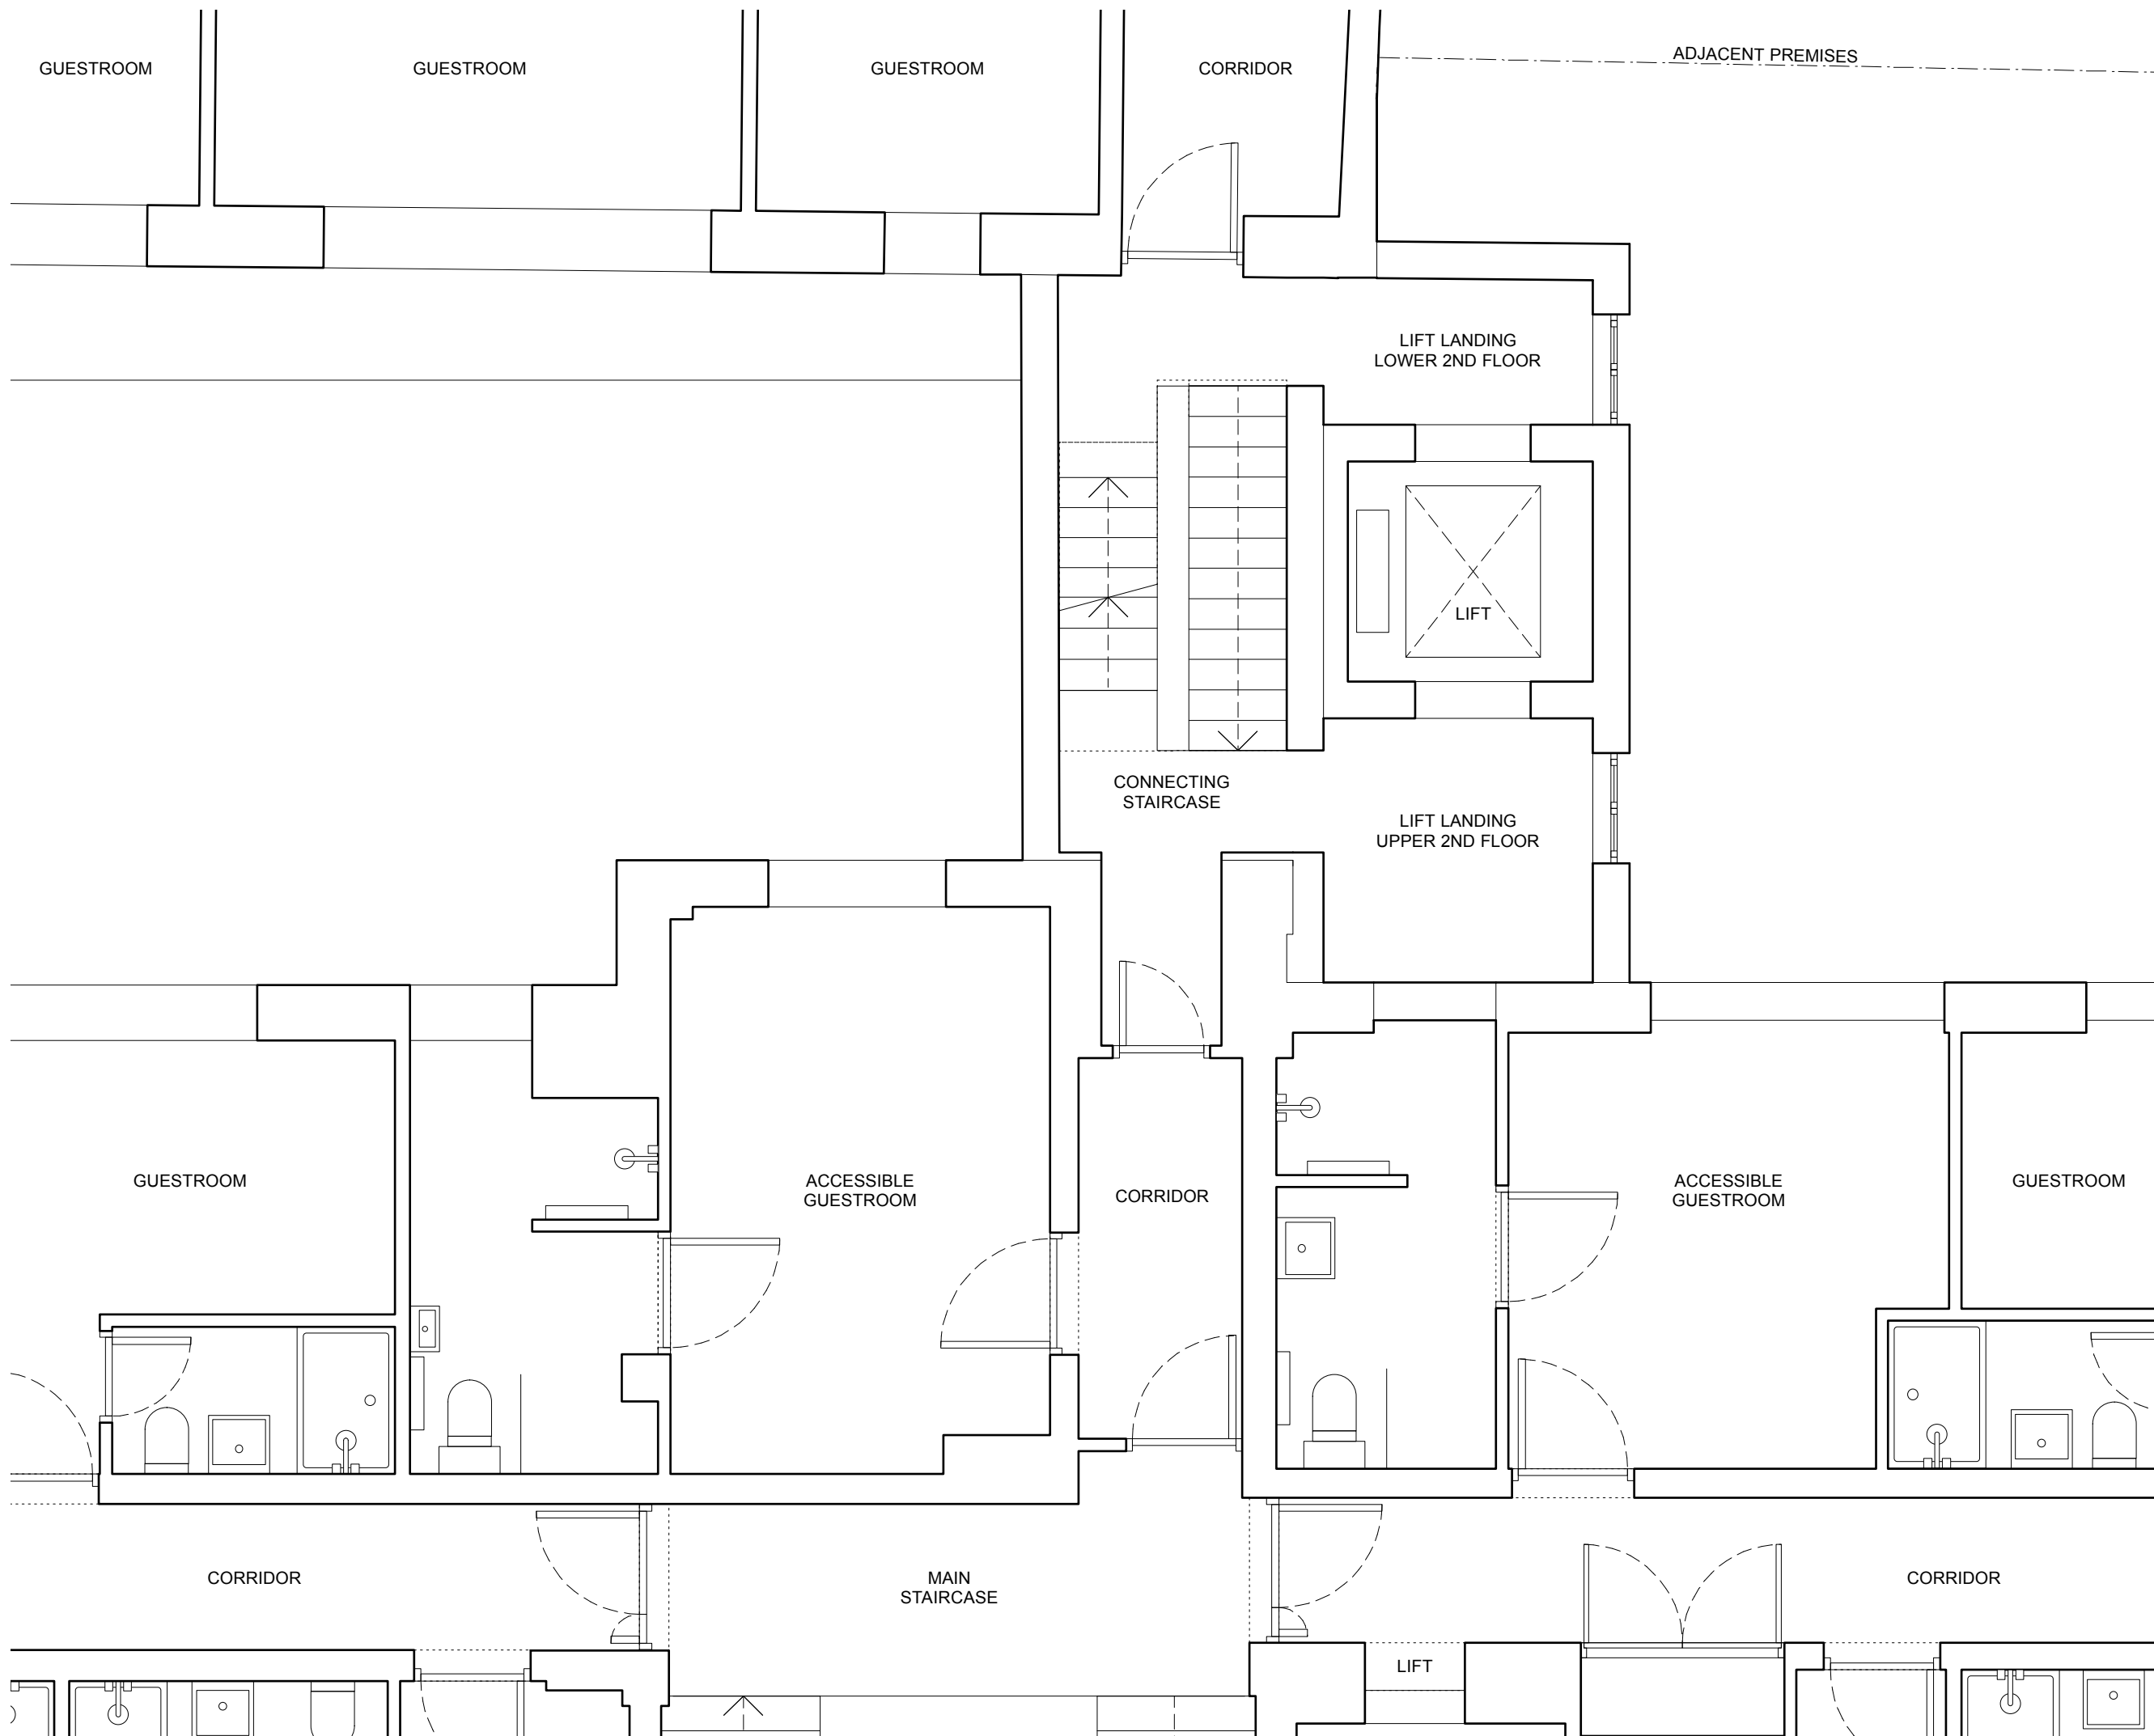 GUESTROOM
GUESTROOM
GUESTROOM
CORRIDOR
ADJACENT PREMISES
LIFT LANDING
LOWER 2ND FLOOR
LIFT
CONNECTING
STAIRCASE
LIFT LANDING
UPPER 2ND FLOOR
GUESTROOM
ACCESSIBLE
GUESTROOM
CORRIDOR
ACCESSIBLE
GUESTROOM
GUESTROOM
CORRIDOR
MAIN
STAIRCASE
CORRIDOR
LIFT